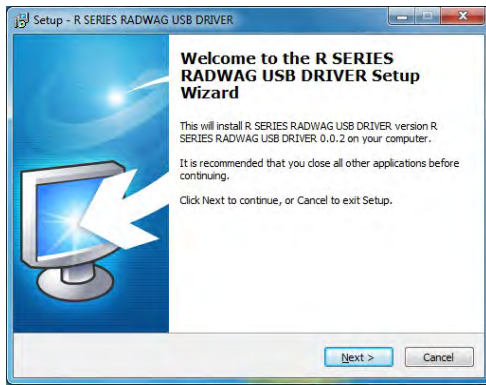 Setup - R SERIES RADWAG USB DRIVER
Welcome to the R SERIES
RADWAG USB DRIVER Setup
Wizard
This will install R SERIES RADWAG USB DRIVER version R
SERIES RADWAG USB DRIVER 0.0.2 on your computer.
It is recommended that you close all other applications before
continuing.
Click Next to continue, or Cancel to exit Setup.
Next >
Cancel